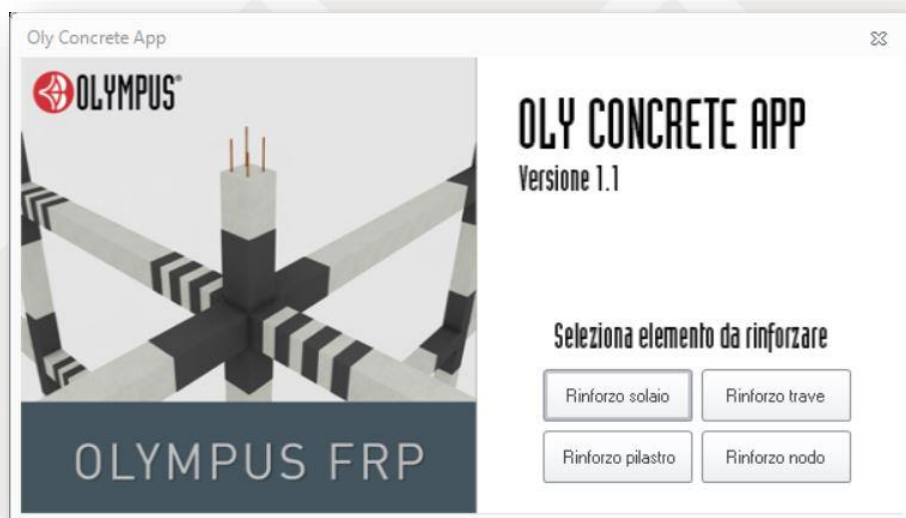 Oly Concrete App
OLYMPUS®
OLY CONCRETE APP
Versione 1.1
Seleziona elemento da rinforzare
Rinforzo solaio
Rinforzo trave
Rinforzo pilastro
Rinforzo nodo
OLYMPUS FRP